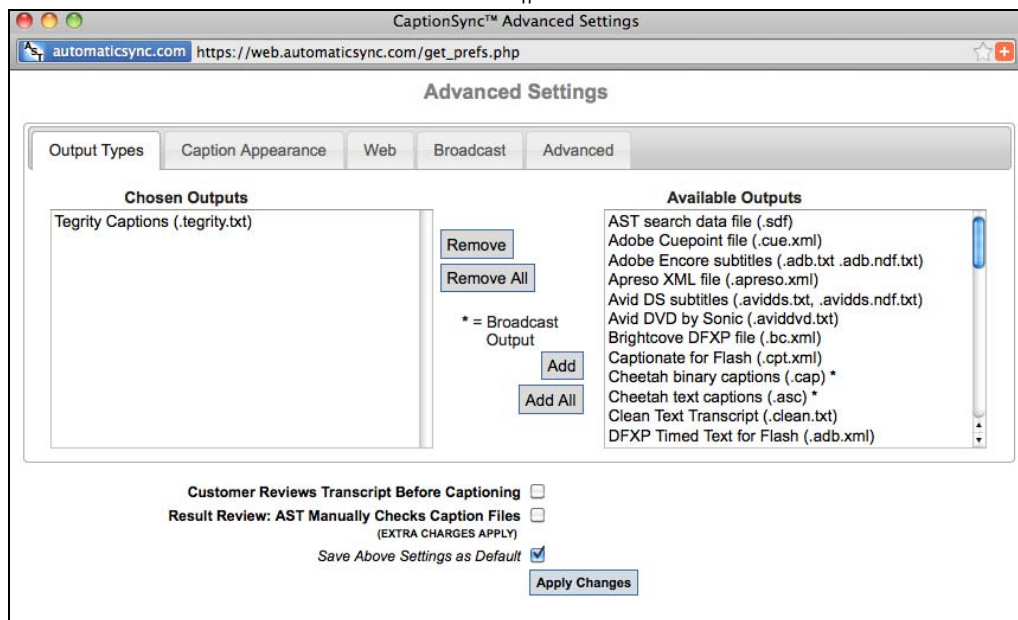 CaptionSync™ Advanced Settings
AST automaticsync.com https://web.automaticsync.com/get_prefs.php
Advanced Settings
Output Types Caption Appearance Web Broadcast Advanced
Chosen Outputs
Tegrity Captions (.tegrity.txt)
Remove
Remove All
* = Broadcast
Output
Add
Add All
Available Outputs
AST search data file (.sdf)
Adobe Cuepoint file (.cue.xml)
Adobe Encore subtitles (.adb.txt .adb.ndf.txt)
Apreso XML file (.apreso.xml)
Avid DS subtitles (.avidds.txt, .avidds.ndf.txt)
Avid DVD by Sonic (.aviddvd.txt)
Brightcove DFXP file (.bc.xml)
Captionate for Flash (.cpt.xml)
Cheetah binary captions (.cap) *
Cheetah text captions (.asc) *
Clean Text Transcript (.clean.txt)
DFXP Timed Text for Flash (.adb.xml)
Customer Reviews Transcript Before Captioning
Result Review: AST Manually Checks Caption Files
(EXTRA CHARGES APPLY)
Save Above Settings as Default
Apply Changes